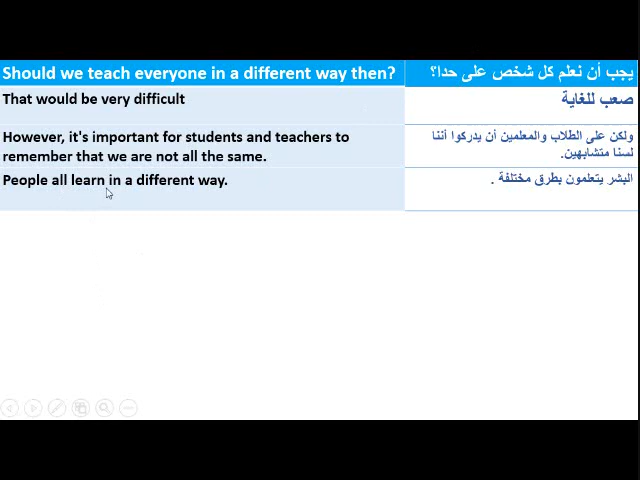 Should we teach everyone in a different way then?
يجب أن نعلم كل شخص على حدا؟
That would be very difficult
صعب للغاية
However, it's important for students and teachers to
remember that we are not all the same.
ولكن على الطلاب والمعلمين أن يدركوا أننا
لسنا متشابهين.
People all learn in a different way.
البشر يتعلمون بطرق مختلفة .